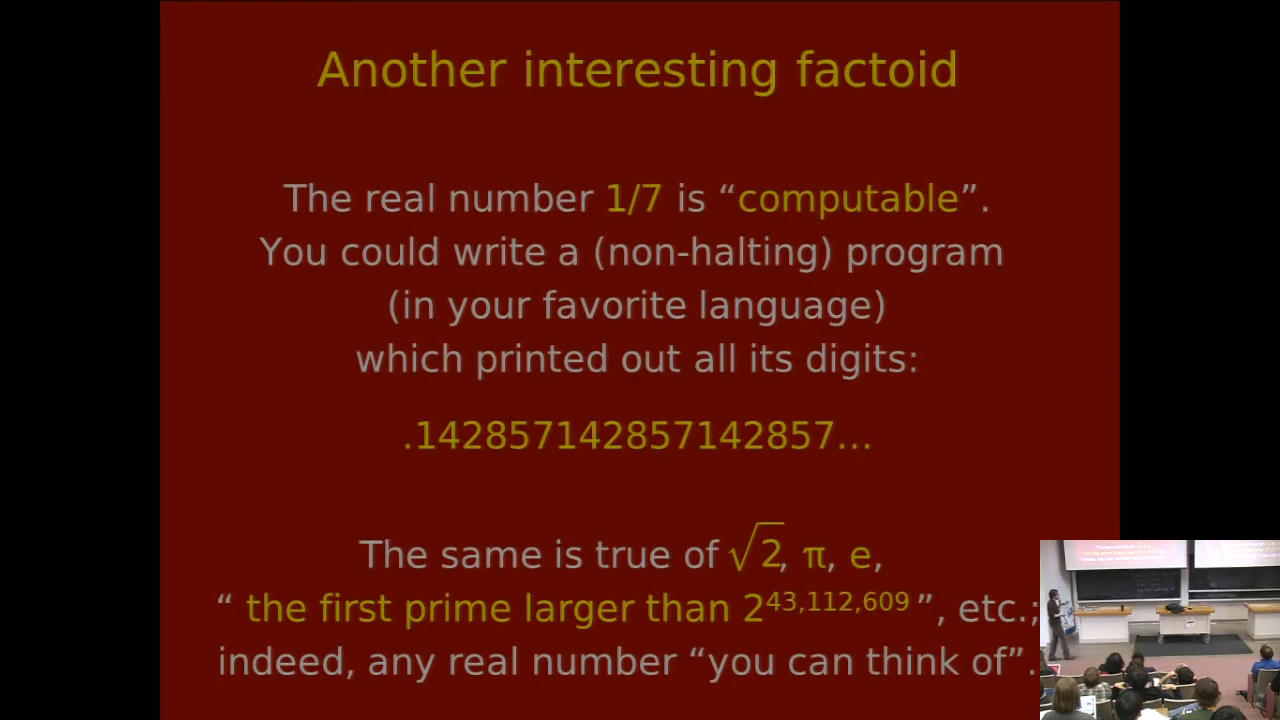 Another interesting factoid
The real number 1/7 is “computable”.
You could write a (non-halting) program
(in your favorite language)
which printed out all its digits:
.142857142857142857…
The same is true of √2, π, e,
“ the first prime larger than 2^43,112,609 ”, etc.;
indeed, any real number “you can think of”.